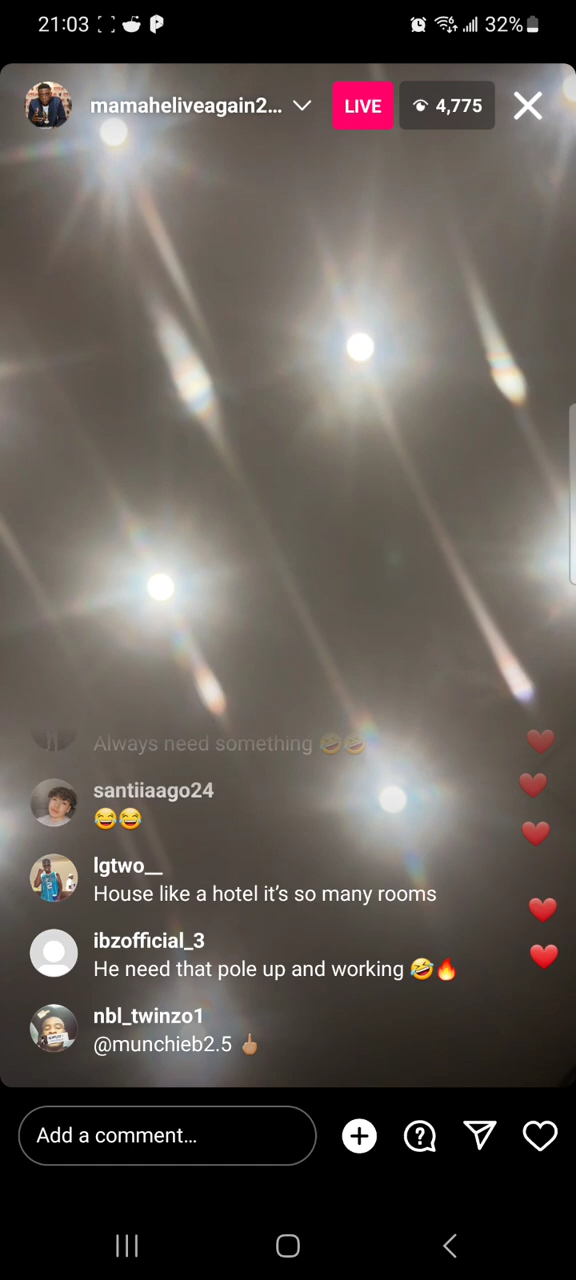 21:03
32%
mamaheliveagain2...
LIVE
4,775
Always need something 🤣🤣
santiiaago24
😂😂
lgtwo__
House like a hotel it's so many rooms
ibzofficial_3
He need that pole up and working 🤣🔥
nbl_twinzo1
@munchieb2.5 🖕🏽
Add a comment...